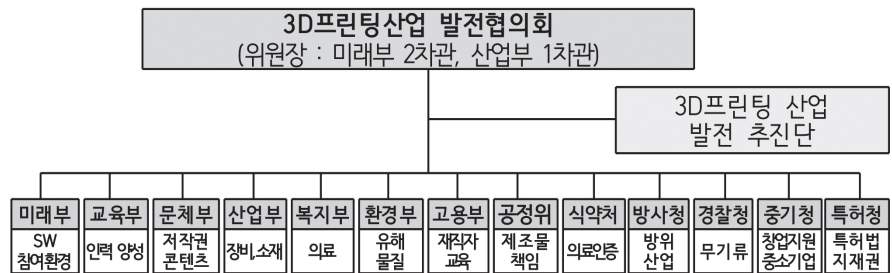 3D프린팅산업 발전협의회
(위원장 : 미래부 2차관, 산업부 1차관)
3D프린팅 산업
발전 추진단
미래부 교육부 문체부 산업부 복지부 환경부 고용부 공정위 식약처 방사청 경찰청 중기청 특허청
SW 저작권 유해 재직자 제조물 방위 창업지원 특허법
인력 양성 장비,소재 의료 의료인증 무기류
참여환경 콘텐츠 물질 교육 책임 산업 중소기업 지재권